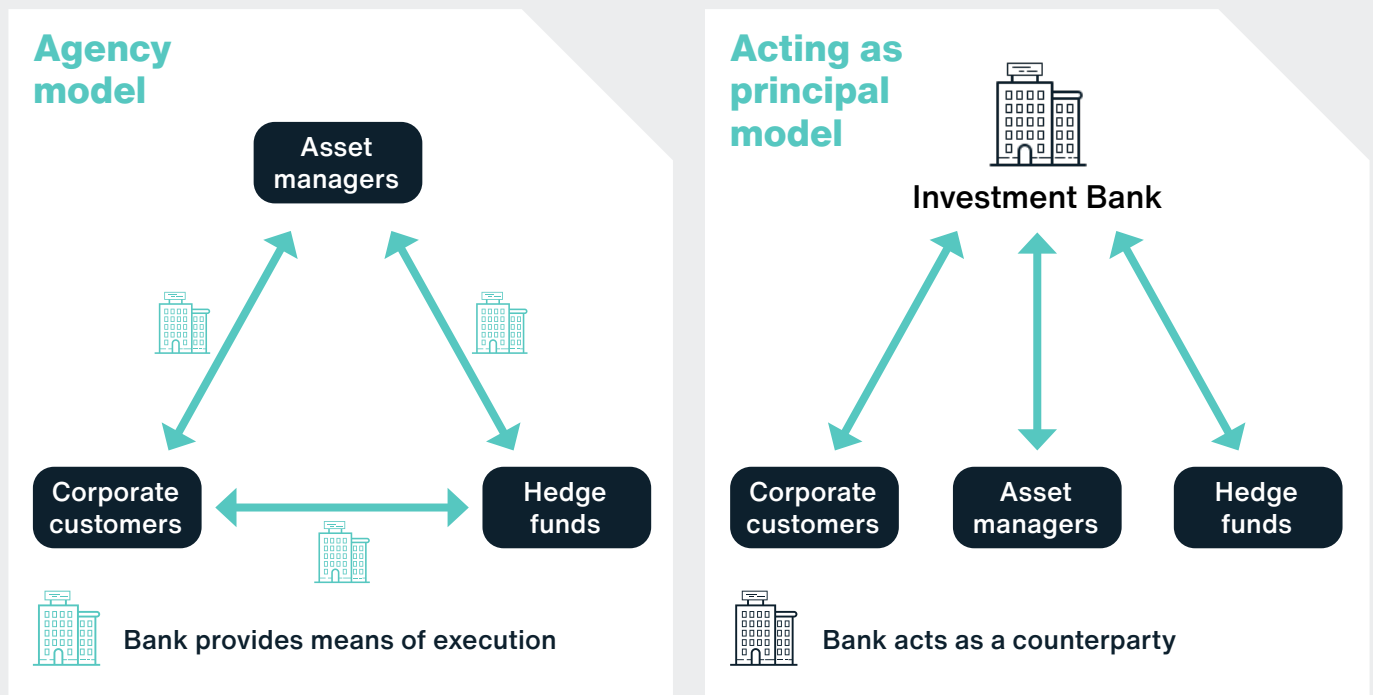 Agency
model
Asset
managers
Corporate
customers
Hedge
funds
Bank provides means of execution
Acting as
principal
model
Investment Bank
Corporate
customers
Asset
managers
Hedge
funds
Bank acts as a counterparty